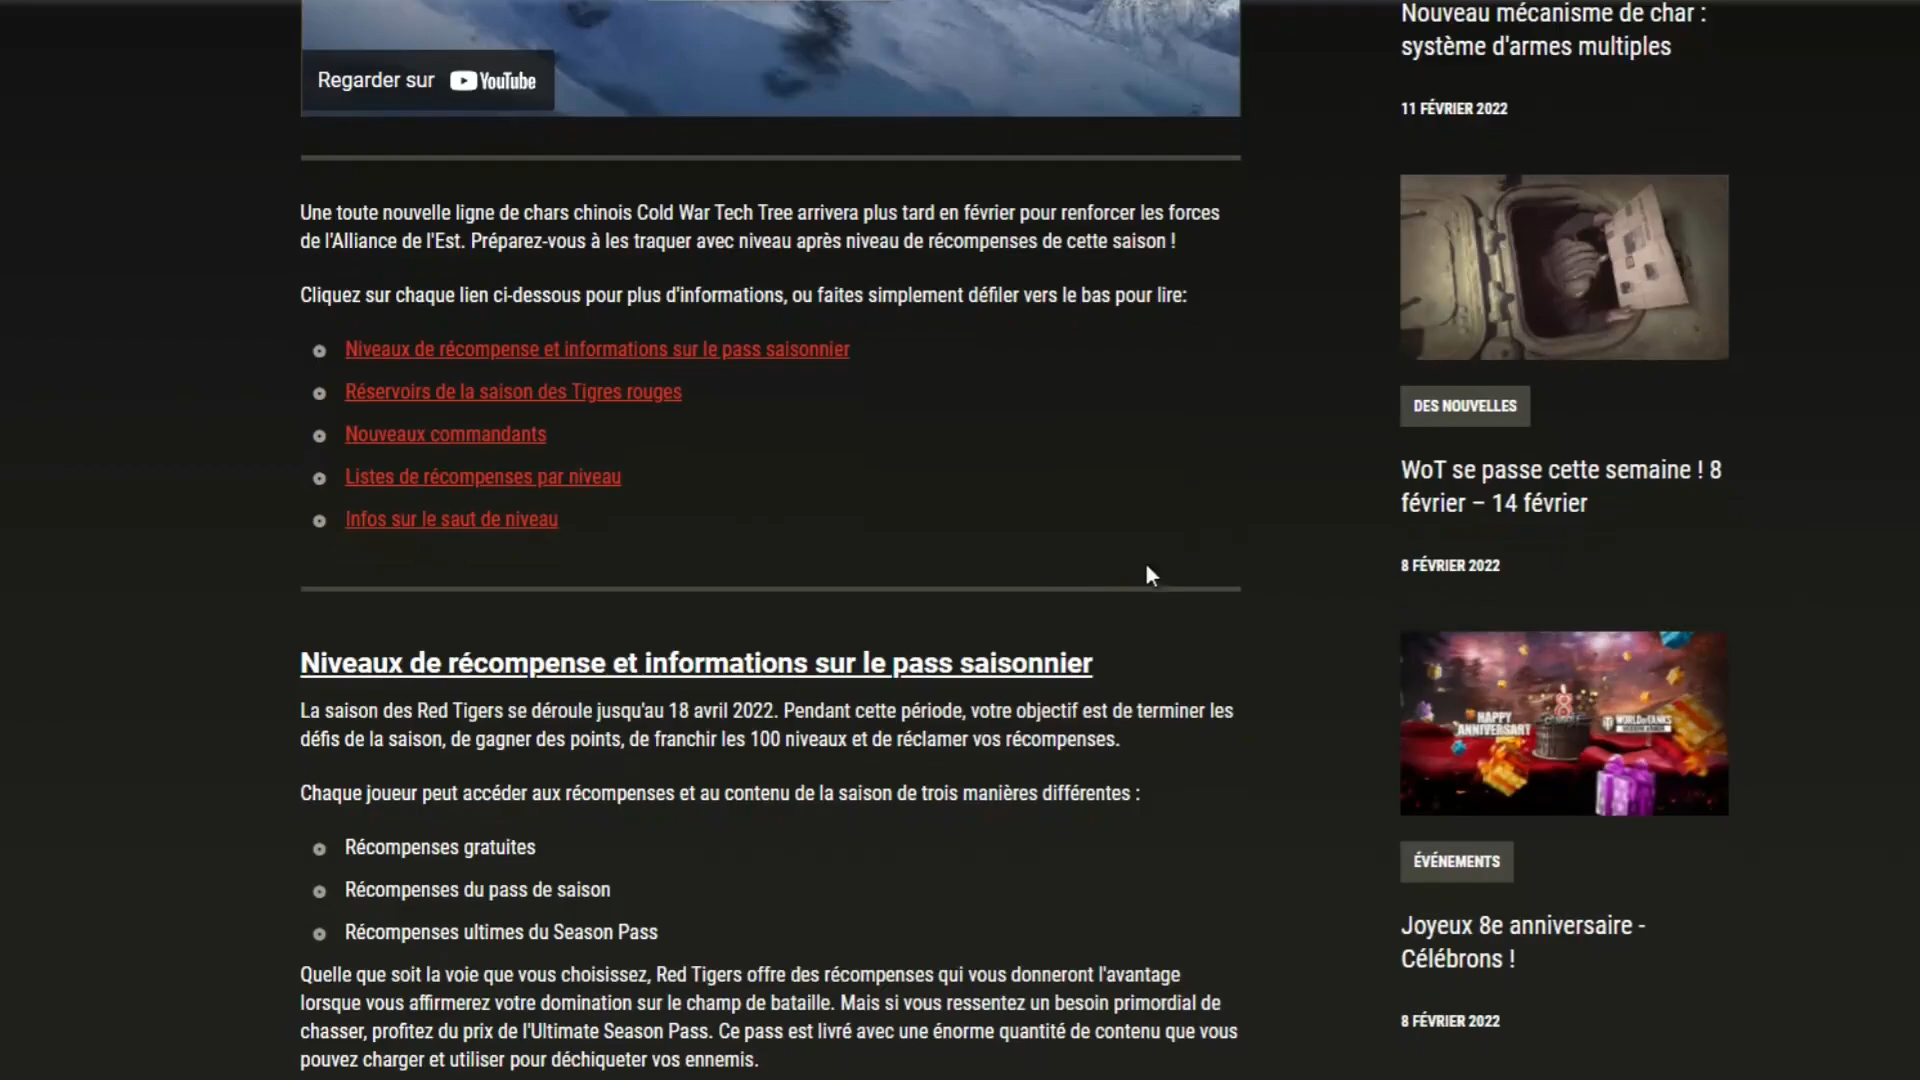 Regarder sur YouTube
Une toute nouvelle ligne de chars chinois Cold War Tech Tree arrivera plus tard en février pour renforcer les forces
de l'Alliance de l'Est. Préparez-vous à les traquer avec niveau après niveau de récompenses de cette saison !
Cliquez sur chaque lien ci-dessous pour plus d'informations, ou faites simplement défiler vers le bas pour lire:
Niveaux de récompense et informations sur le pass saisonnier
Réservoirs de la saison des Tigres rouges
Nouveaux commandants
Listes de récompenses par niveau
Infos sur le saut de niveau
Niveaux de récompense et informations sur le pass saisonnier
La saison des Red Tigers se déroule jusqu'au 18 avril 2022. Pendant cette période, votre objectif est de terminer les
défis de la saison, de gagner des points, de franchir les 100 niveaux et de réclamer vos récompenses.
Chaque joueur peut accéder aux récompenses et au contenu de la saison de trois manières différentes :
Récompenses gratuites
Récompenses du pass de saison
Récompenses ultimes du Season Pass
Quelle que soit la voie que vous choisissez, Red Tigers offre des récompenses qui vous donneront l'avantage
lorsque vous affirmerez votre domination sur le champ de bataille. Mais si vous ressentez un besoin primordial de
chasser, profitez du prix de l'Ultimate Season Pass. Ce pass est livré avec une énorme quantité de contenu que vous
pouvez charger et utiliser pour déchiqueter vos ennemis.
Nouveau mécanisme de char :
système d'armes multiples
11 FÉVRIER 2022
DES NOUVELLES
WoT se passe cette semaine ! 8
février – 14 février
8 FÉVRIER 2022
HAPPY
ANNIVERSARY
8
WORLD OF TANKS
ÉVÉNEMENTS
Joyeux 8e anniversaire -
Célébrons !
8 FÉVRIER 2022